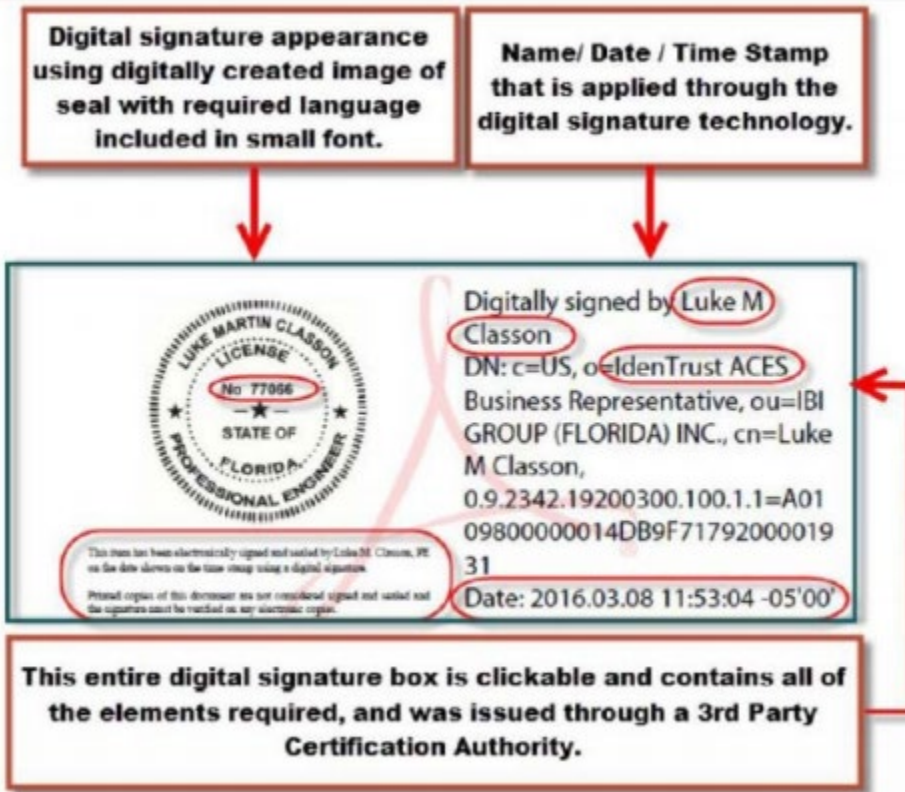 Digital signature appearance
using digitally created image of
seal with required language
included in small font.
Name/ Date / Time Stamp
that is applied through the
digital signature technology.
LUKE MARTIN CLASSON
LICENSE
No 77066
STATE OF
FLORIDA
PROFESSIONAL ENGINEER
This item has been electronically signed and sealed by Luke M. Classon, PE
on the date shown on the time stamp using a digital signature.
Printed copies of this document are not considered signed and sealed and
the signature must be verified on any electronic copies.
Digitally signed by Luke M
Classon
DN: c=US, o=IdenTrust ACES
Business Representative, ou=IBI
GROUP (FLORIDA) INC., cn=Luke
M Classon,
0.9.2342.19200300.100.1.1=A01
09800000014DB9F71792000019
31
Date: 2016.03.08 11:53:04 -05'00'
This entire digital signature box is clickable and contains all of
the elements required, and was issued through a 3rd Party
Certification Authority.